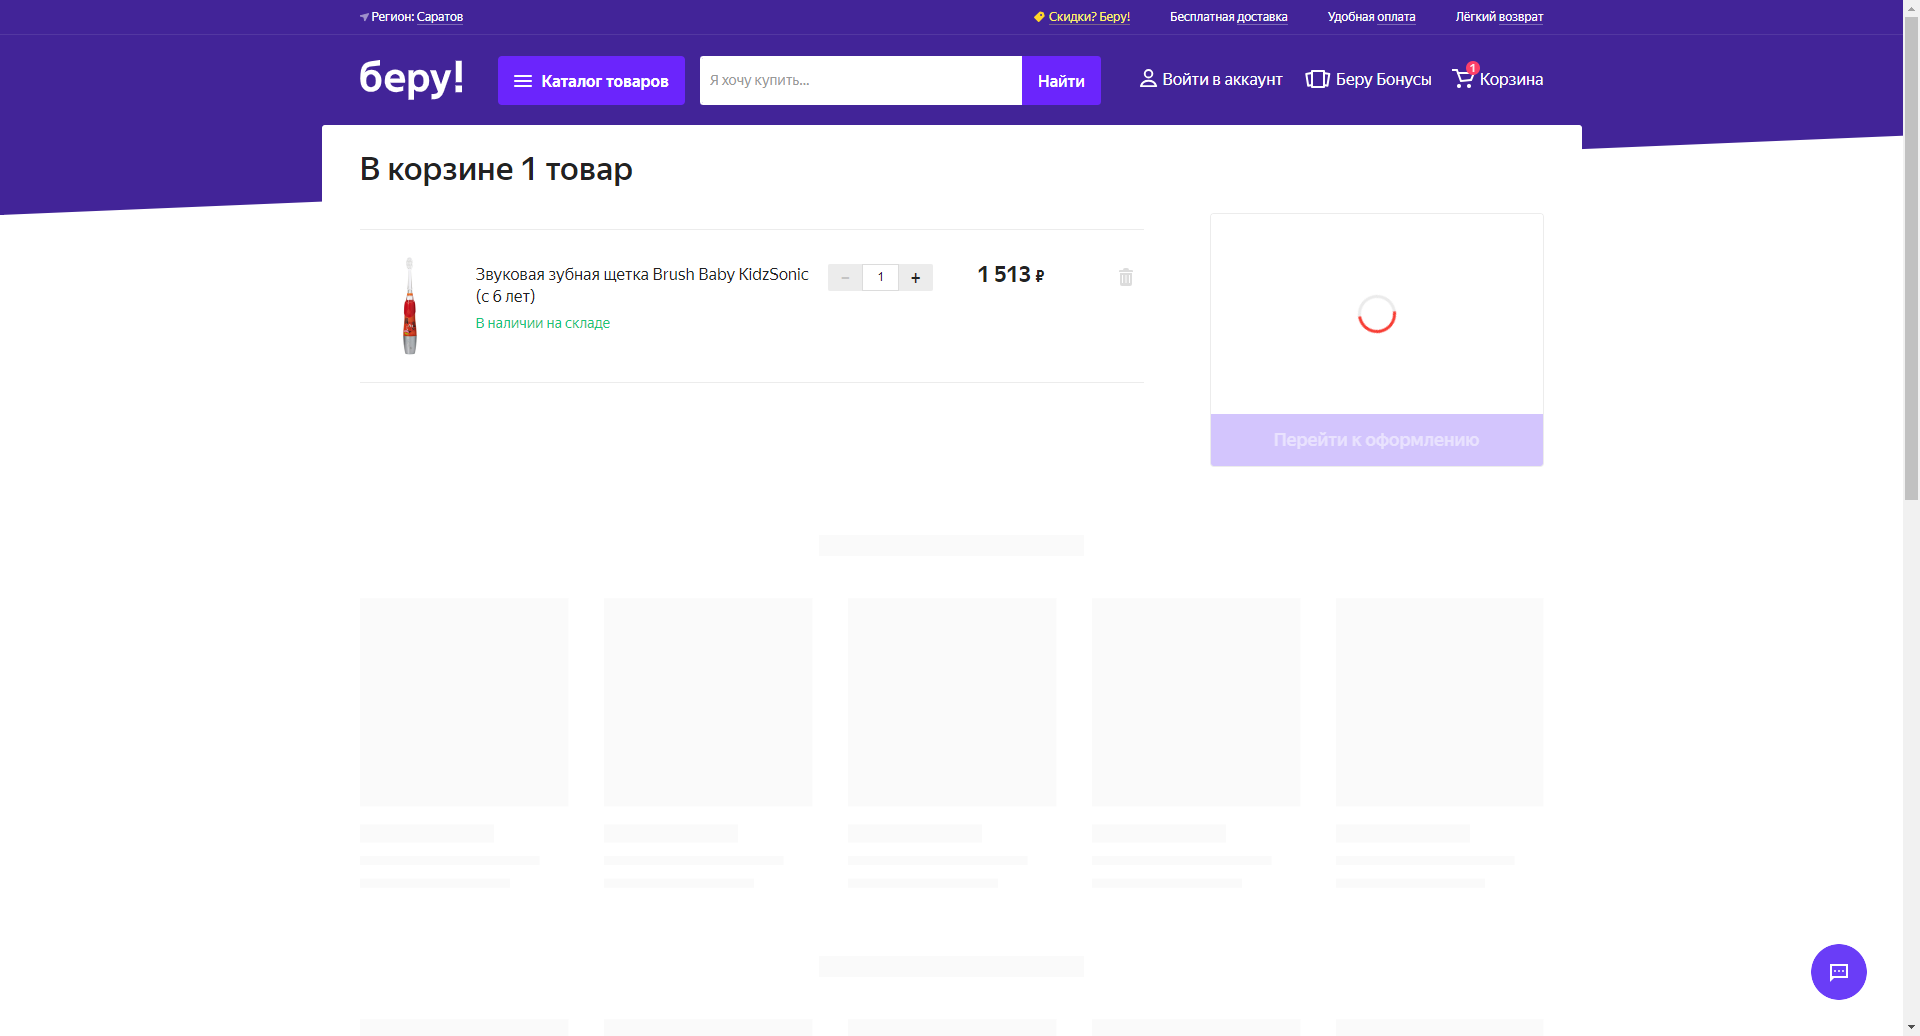 Регион: Саратов
Скидки? Беру!
Бесплатная доставка
Удобная оплата
Лёгкий возврат
беру!
Каталог товаров
Я хочу купить...
Найти
Войти в аккаунт
Беру Бонусы
1
Корзина
В корзине 1 товар
Звуковая зубная щетка Brush Baby KidzSonic
(с 6 лет)
В наличии на складе
− 1 +
1 513 ₽
Перейти к оформлению